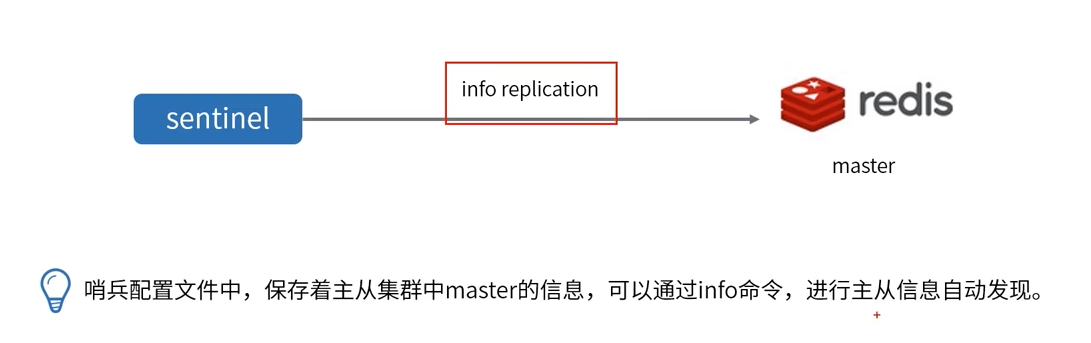 info replication
sentinel
redis
master
哨兵配置文件中，保存着主从集群中master的信息，可以通过info命令，进行主从信息自动发现。